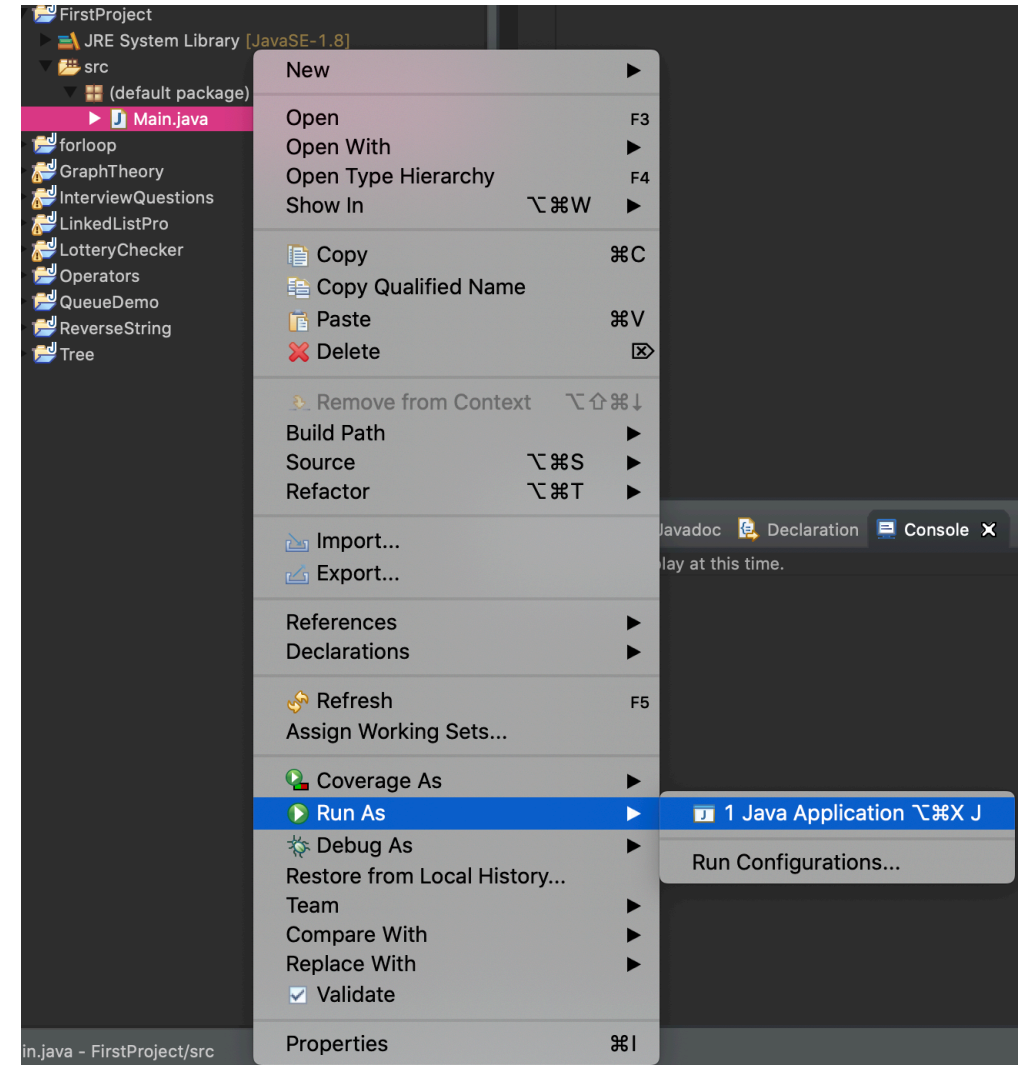 FirstProject
JRE System Library [JavaSE-1.8]
src
(default package)
Main.java
forloop
GraphTheory
InterviewQuestions
LinkedListPro
LotteryChecker
Operators
QueueDemo
ReverseString
Tree
New
Open F3
Open With
Open Type Hierarchy F4
Show In ⌥⌘W
Copy ⌘C
Copy Qualified Name
Paste ⌘V
Delete ⌦
Remove from Context ⌥⇧⌘↓
Build Path
Source ⌥⌘S
Refactor ⌥⌘T
Import...
Export...
References
Declarations
Refresh F5
Assign Working Sets...
Coverage As
Run As
Debug As
Restore from Local History...
Team
Compare With
Replace With
Validate
Properties ⌘I
1 Java Application ⌥⌘X J
Run Configurations...
Javadoc Declaration Console
lay at this time.
in.java - FirstProject/src